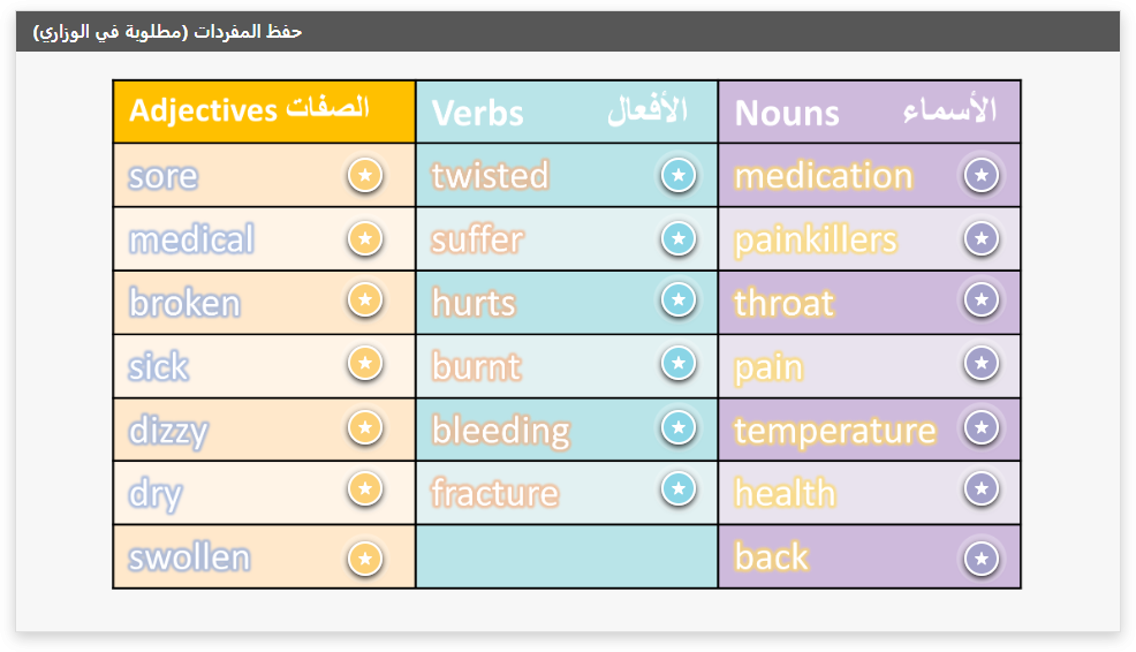 حفظ المفردات (مطلوبة في الوزاري)
Adjectives الصفات Verbs الأفعال Nouns الأسماء
sore twisted medication
medical suffer painkillers
broken hurts throat
sick burnt pain
dizzy bleeding temperature
dry fracture health
swollen back